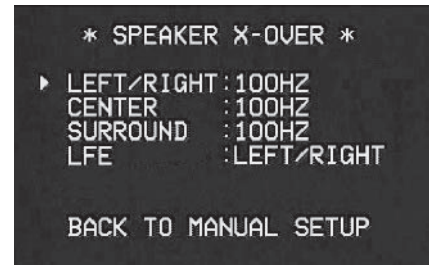 * SPEAKER X-OVER *
LEFT/RIGHT:100HZ
CENTER :100HZ
SURROUND :100HZ
LFE :LEFT/RIGHT
BACK TO MANUAL SETUP